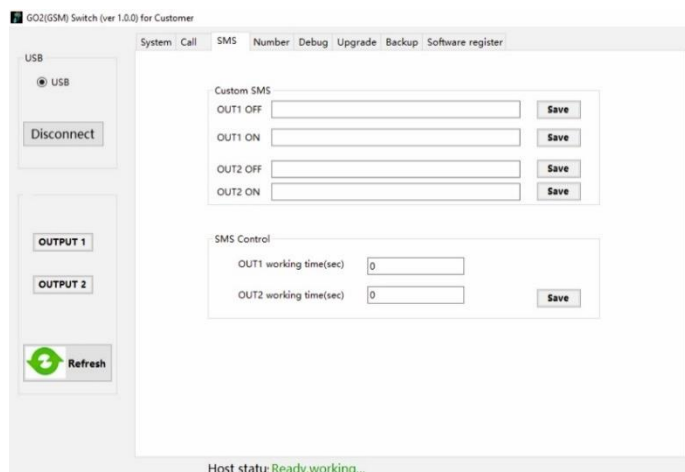 GO2(GSM) Switch (ver 1.0.0) for Customer
System Call SMS Number Debug Upgrade Backup Software register
USB
USB
Disconnect
OUTPUT 1
OUTPUT 2
Refresh
Custom SMS
OUT1 OFF Save
OUT1 ON Save
OUT2 OFF Save
OUT2 ON Save
SMS Control
OUT1 working time(sec) 0
OUT2 working time(sec) 0 Save
Host statu Ready,working...